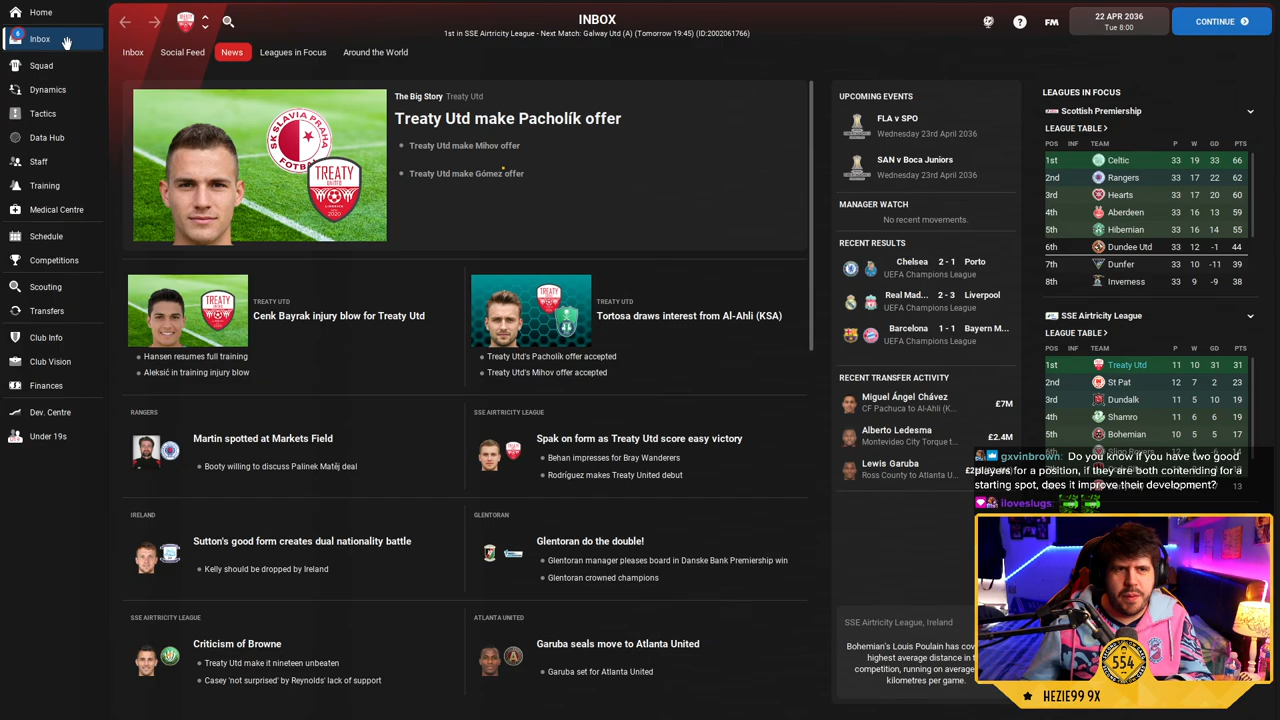 Home
6
Inbox
Squad
Dynamics
Tactics
Data Hub
Staff
Training
Medical Centre
Schedule
Competitions
Scouting
Transfers
Club Info
Club Vision
Finances
Dev. Centre
Under 19s
INBOX
1st in SSE Airtricity League - Next Match: Galway Utd (A) (Tomorrow 19:45) (ID:2002061766)
?
FM
22 APR 2036
Tue 8:00
CONTINUE
Inbox
Social Feed
News
Leagues in Focus
Around the World
SK SLAVIA PRAHA
FOTBAL
TREATY
UNITED
LIMERICK
2020
The Big Story Treaty Utd
Treaty Utd make Pacholík offer
Treaty Utd make Mihov offer
Treaty Utd make Gómez offer
TREATY UTD
Cenk Bayrak injury blow for Treaty Utd
Hansen resumes full training
Aleksić in training injury blow
TREATY UTD
Tortosa draws interest from Al-Ahli (KSA)
Treaty Utd's Pacholík offer accepted
Treaty Utd's Mihov offer accepted
RANGERS
Martin spotted at Markets Field
Booty willing to discuss Palinek Matěj deal
SSE AIRTRICITY LEAGUE
Spak on form as Treaty Utd score easy victory
Behan impresses for Bray Wanderers
Rodríguez makes Treaty United debut
IRELAND
Sutton's good form creates dual nationality battle
Kelly should be dropped by Ireland
GLENTORAN
Glentoran do the double!
Glentoran manager pleases board in Danske Bank Premiership win
Glentoran crowned champions
SSE AIRTRICITY LEAGUE
Criticism of Browne
Treaty Utd make it nineteen unbeaten
Casey 'not surprised' by Reynolds' lack of support
ATLANTA UNITED
Garuba seals move to Atlanta United
Garuba set for Atlanta United
UPCOMING EVENTS
FLA v SPO
Wednesday 23rd April 2036
SAN v Boca Juniors
Wednesday 23rd April 2036
MANAGER WATCH
No recent movements.
RECENT RESULTS
Chelsea 2 - 1 Porto
UEFA Champions League
Real Mad... 2 - 3 Liverpool
UEFA Champions League
Barcelona 1 - 1 Bayern M...
UEFA Champions League
RECENT TRANSFER ACTIVITY
Miguel Ángel Chávez
CF Pachuca to Al-Ahli (K...
£7M
Alberto Ledesma
Montevideo City Torque t...
£2.4M
Lewis Garuba
Ross County to Atlanta U...
SSE Airtricity League, Ireland
Bohemian's Louis Poulain has cov
highest average distance in t
competition, running on average
kilometres per game.
LEAGUES IN FOCUS
Scottish Premiership
LEAGUE TABLE >
POS INF TEAM P W GD PTS
1st Celtic 33 19 33 66
2nd Rangers 33 17 22 62
3rd Hearts 33 17 20 60
4th Aberdeen 33 16 13 59
5th Hibernian 33 16 14 55
6th Dundee Utd 33 12 -1 44
7th Dunfer 33 10 -11 39
8th Inverness 33 9 -9 38
SSE Airtricity League
LEAGUE TABLE >
POS INF TEAM P W GD PTS
1st Treaty Utd 11 10 31 31
2nd St Pat 12 7 2 23
3rd Dundalk 11 5 10 19
4th Shamro 11 6 6 19
5th Bohemian 10 5 5 17
13
gxvinbrown: Do you know if you have two good
players for a position, if they are both contending for a
starting spot, does it improve their development?
iloveslugs:
554
HEZIE99 9X